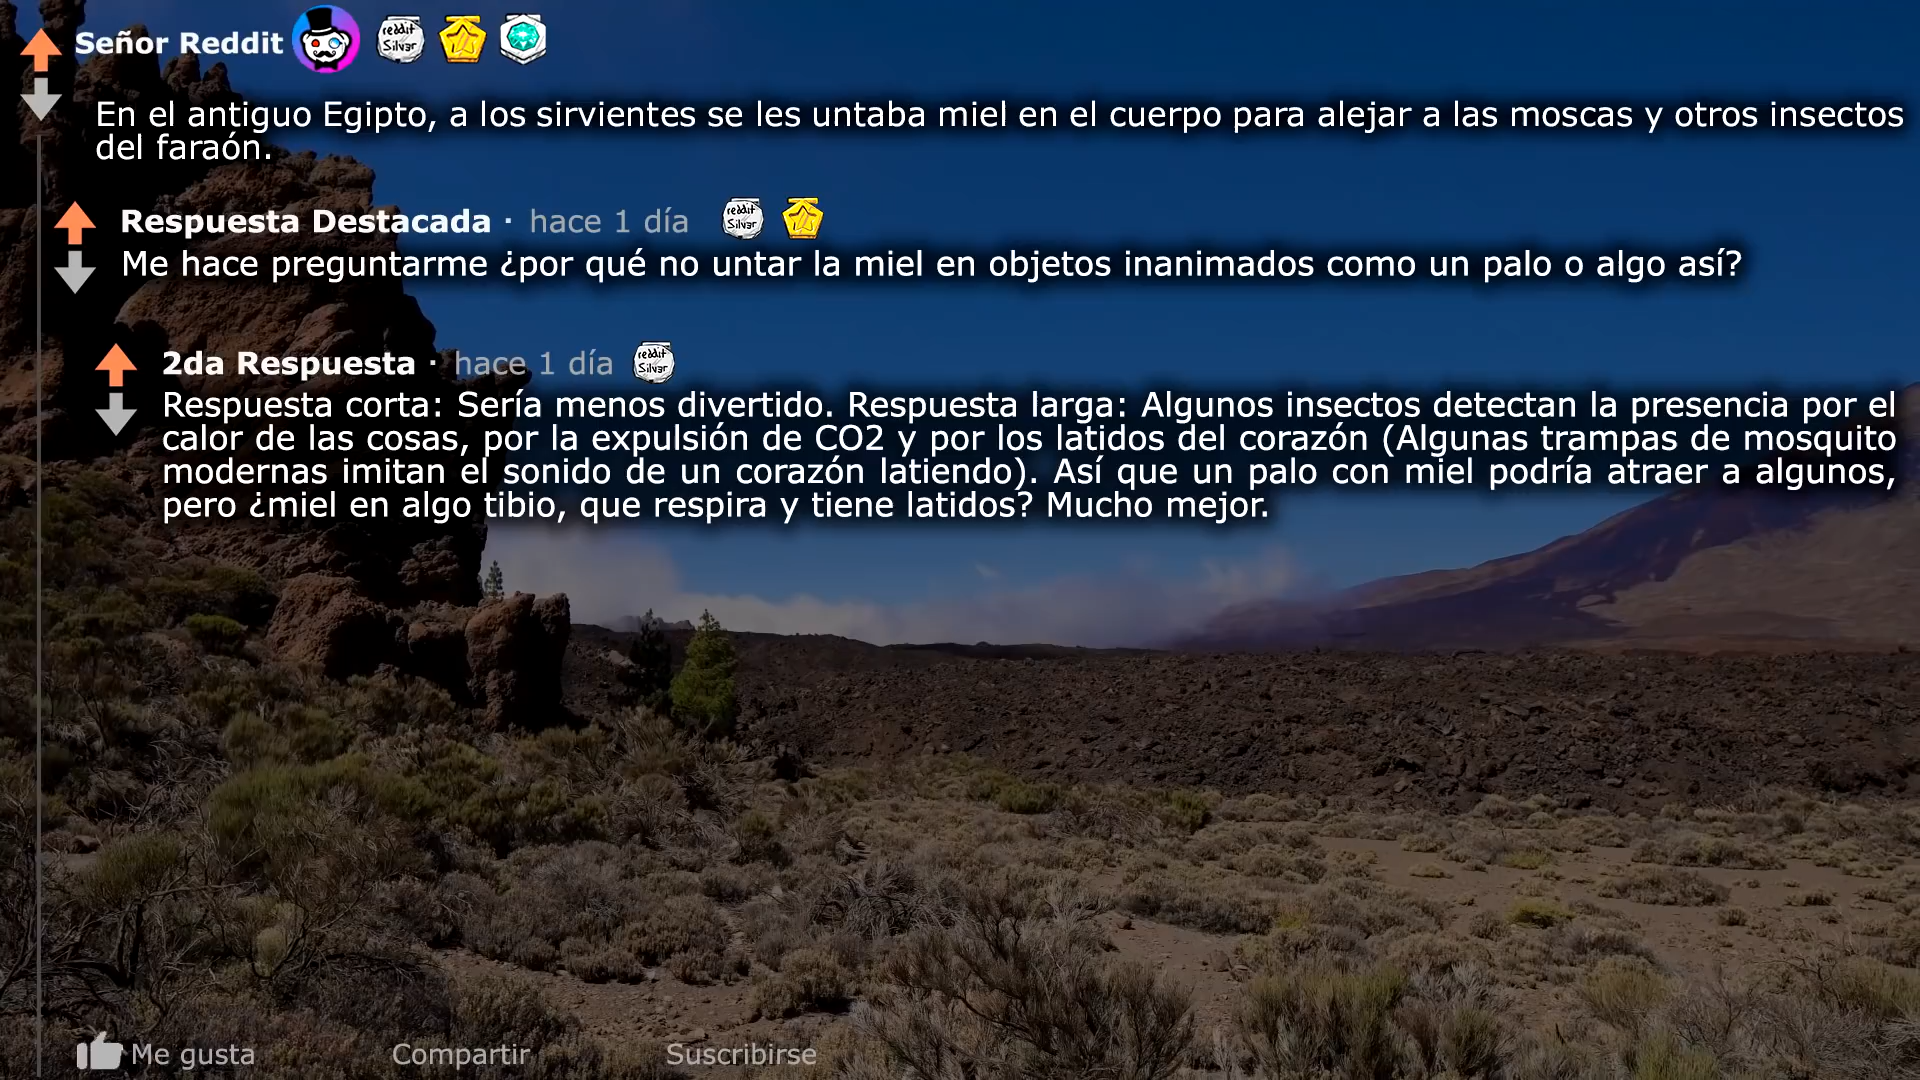 Señor Reddit reddit Silver
En el antiguo Egipto, a los sirvientes se les untaba miel en el cuerpo para alejar a las moscas y otros insectos
del faraón.
Respuesta Destacada · hace 1 día reddit Silver
Me hace preguntarme ¿por qué no untar la miel en objetos inanimados como un palo o algo así?
2da Respuesta · hace 1 día reddit Silver
Respuesta corta: Sería menos divertido. Respuesta larga: Algunos insectos detectan la presencia por el
calor de las cosas, por la expulsión de CO2 y por los latidos del corazón (Algunas trampas de mosquito
modernas imitan el sonido de un corazón latiendo). Así que un palo con miel podría atraer a algunos,
pero ¿miel en algo tibio, que respira y tiene latidos? Mucho mejor.
Me gusta Compartir Suscribirse